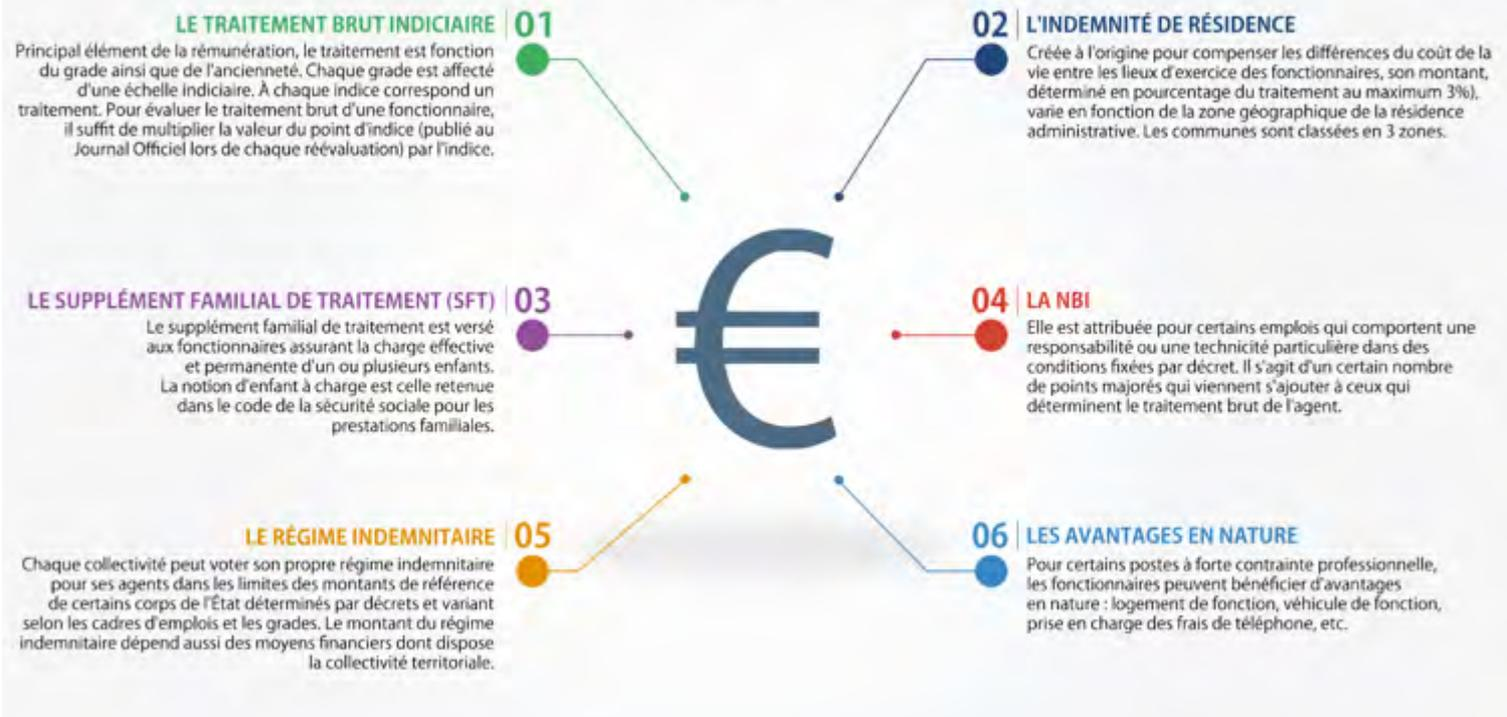 LE TRAITEMENT BRUT INDICIAIRE 01
Principal élément de la rémunération, le traitement est fonction
du grade ainsi que de l'ancienneté. Chaque grade est affecté
d'une échelle indiciaire. À chaque indice correspond un
traitement. Pour évaluer le traitement brut d'une fonctionnaire,
il suffit de multiplier la valeur du point d'indice (publié au
Journal Officiel lors de chaque réévaluation) par l'indice.
02 L'INDEMNITÉ DE RÉSIDENCE
Créée à l'origine pour compenser les différences du coût de la
vie entre les lieux d'exercice des fonctionnaires, son montant,
déterminé en pourcentage du traitement au maximum 3%),
varie en fonction de la zone géographique de la résidence
administrative. Les communes sont classées en 3 zones.
LE SUPPLÉMENT FAMILIAL DE TRAITEMENT (SFT) 03
Le supplément familial de traitement est versé
aux fonctionnaires assurant la charge effective
et permanente d'un ou plusieurs enfants.
La notion d'enfant à charge est celle retenue
dans le code de la sécurité sociale pour les
prestations familiales.
€
04 LA NBI
Elle est attribuée pour certains emplois qui comportent une
responsabilité ou une technicité particulière dans des
conditions fixées par décret. Il s'agit d'un certain nombre
de points majorés qui viennent s'ajouter à ceux qui
déterminent le traitement brut de l'agent.
LE RÉGIME INDEMNITAIRE 05
Chaque collectivité peut voter son propre régime indemnitaire
pour ses agents dans les limites des montants de référence
de certains corps de l'État déterminés par décrets et variant
selon les cadres d'emplois et les grades. Le montant du régime
indemnitaire dépend aussi des moyens financiers dont dispose
la collectivité territoriale.
06 LES AVANTAGES EN NATURE
Pour certains postes à forte contrainte professionnelle,
les fonctionnaires peuvent bénéficier d'avantages
en nature : logement de fonction, véhicule de fonction,
prise en charge des frais de téléphone, etc.